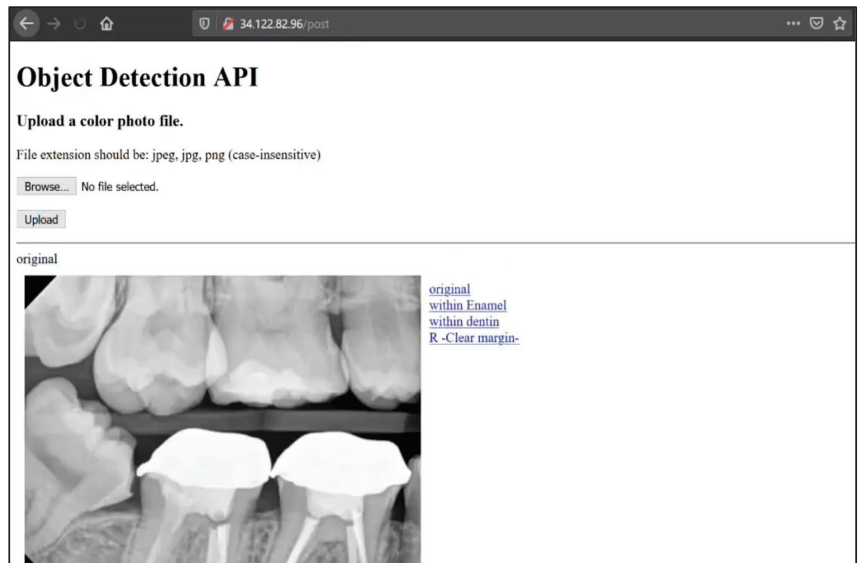 34.122.82.96/post
Object Detection API
Upload a color photo file.
File extension should be: jpeg, jpg, png (case-insensitive)
Browse... No file selected.
Upload
original
original
within Enamel
within dentin
R -Clear margin-